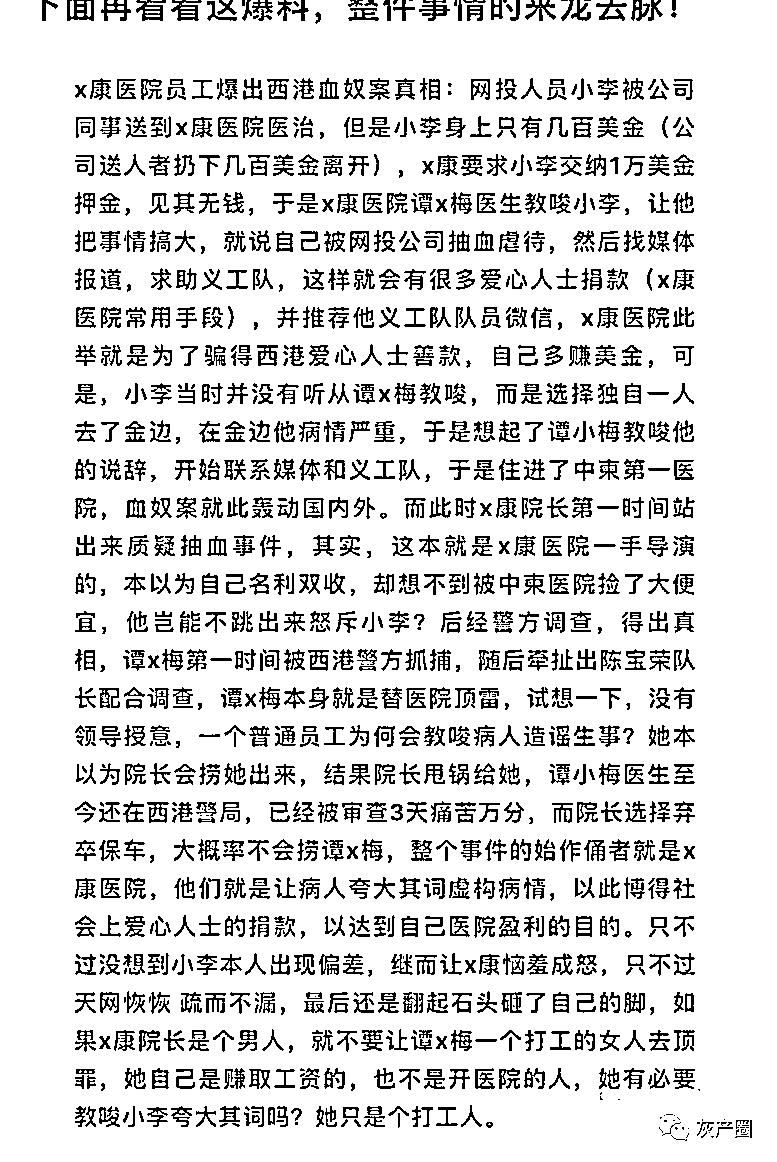 下面再看看这爆料，整件事情的来龙去脉！
x康医院员工爆出西港血奴案真相：网投人员小李被公司
同事送到x康医院医治，但是小李身上只有几百美金（公
司送人者扔下几百美金离开），x康要求小李交纳1万美金
押金，见其无钱，于是x康医院谭x梅医生教唆小李，让他
把事情搞大，就说自己被网投公司抽血虐待，然后找媒体
报道，求助义工队，这样就会有很多爱心人士捐款（x康
医院常用手段），并推荐他义工队队员微信，x康医院此
举就是为了骗得西港爱心人士善款，自己多赚美金，可
是，小李当时并没有听从谭x梅教唆，而是选择独自一人
去了金边，在金边他病情严重，于是想起了谭小梅教唆他
的说辞，开始联系媒体和义工队，于是住进了中柬第一医
院，血奴案就此轰动国内外。而此时x康院长第一时间站
出来质疑抽血事件，其实，这本就是x康医院一手导演
的，本以为自己名利双收，却想不到被中柬医院捡了大便
宜，他岂能不跳出来怒斥小李？后经警方调查，得出真
相，谭x梅第一时间被西港警方抓捕，随后牵扯出陈宝荣队
长配合调查，谭x梅本身就是替医院顶雷，试想一下，没有
领导授意，一个普通员工为何会教唆病人造谣生事？她本
以为院长会捞她出来，结果院长甩锅给她，谭小梅医生至
今还在西港警局，已经被审查3天痛苦万分，而院长选择弃
卒保车，大概率不会捞谭x梅，整个事件的始作俑者就是x
康医院，他们就是让病人夸大其词虚构病情，以此博得社
会上爱心人士的捐款，以达到自己医院盈利的目的。只不
过没想到小李本人出现偏差，继而让x康恼羞成怒，只不过
天网恢恢 疏而不漏，最后还是翻起石头砸了自己的脚，如
果x康院长是个男人，就不要让谭x梅一个打工的女人去顶
罪，她自己是赚取工资的，也不是开医院的人，她有必要
教唆小李夸大其词吗？她只是个打工人。
灰产圈